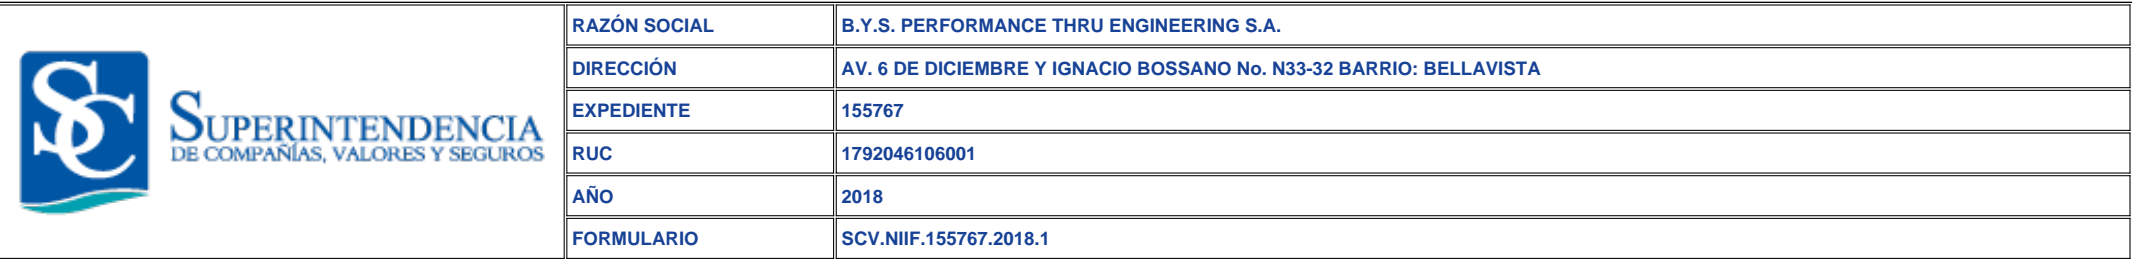 SC
SUPERINTENDENCIA
DE COMPAÑÍAS, VALORES Y SEGUROS
RAZÓN SOCIAL B.Y.S. PERFORMANCE THRU ENGINEERING S.A.
DIRECCIÓN AV. 6 DE DICIEMBRE Y IGNACIO BOSSANO No. N33-32 BARRIO: BELLAVISTA
EXPEDIENTE 155767
RUC 1792046106001
AÑO 2018
FORMULARIO SCV.NIIF.155767.2018.1